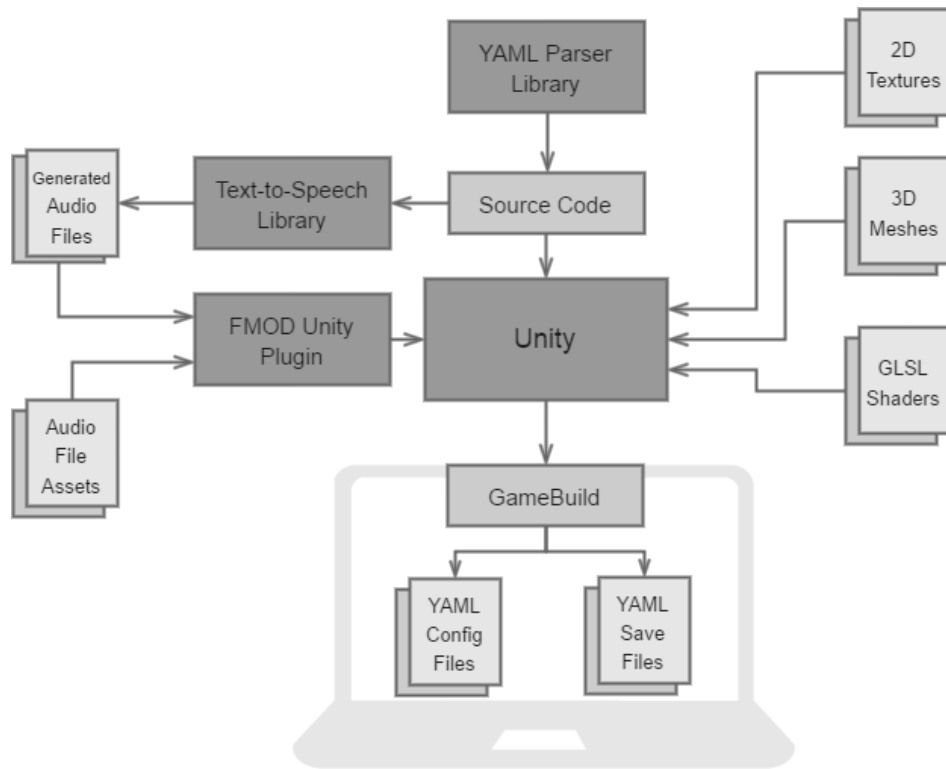 YAML Parser
Library
2D
Textures
Generated
Audio
Files
Text-to-Speech
Library
Source Code
3D
Meshes
FMOD Unity
Plugin
Unity
GLSL
Shaders
Audio
File
Assets
GameBuild
YAML
Config
Files
YAML
Save
Files